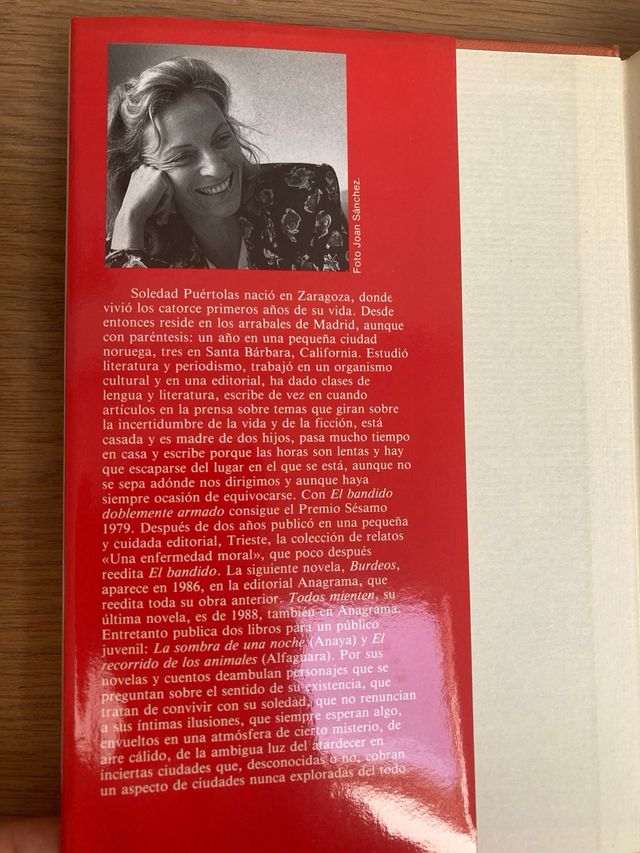 Foto Joan Sánchez.
Soledad Puértolas nació en Zaragoza, donde
vivió los catorce primeros años de su vida. Desde
entonces reside en los arrabales de Madrid, aunque
con paréntesis: un año en una pequeña ciudad
noruega, tres en Santa Bárbara, California. Estudió
literatura y periodismo, trabajó en un organismo
cultural y en una editorial, ha dado clases de
lengua y literatura, escribe de vez en cuando
artículos en la prensa sobre temas que giran sobre
la incertidumbre de la vida y de la ficción, está
casada y es madre de dos hijos, pasa mucho tiempo
en casa y escribe porque las horas son lentas y hay
que escaparse del lugar en el que se está, aunque no
se sepa adónde nos dirigimos y aunque haya
siempre ocasión de equivocarse. Con El bandido
doblemente armado consigue el Premio Sésamo
1979. Después de dos años publicó en una pequeña
y cuidada editorial, Trieste, la colección de relatos
«Una enfermedad moral», que poco después
reedita El bandido. La siguiente novela, Burdeos,
aparece en 1986, en la editorial Anagrama, que
reedita toda su obra anterior. Todos mienten, su
última novela, es de 1988, también en Anagrama.
Entretanto publica dos libros para un público
juvenil: La sombra de una noche (Anaya) y El
recorrido de los animales (Alfaguara). Por sus
novelas y cuentos deambulan personajes que se
preguntan sobre el sentido de su existencia, que
tratan de convivir con su soledad, que no renuncian
a sus íntimas ilusiones, que siempre esperan algo,
envueltos en una atmósfera de cierto misterio, de
aire cálido, de la ambigua luz del atardecer en
inciertas ciudades que, desconocidas o no, cobran
un aspecto de ciudades nunca exploradas del todo.